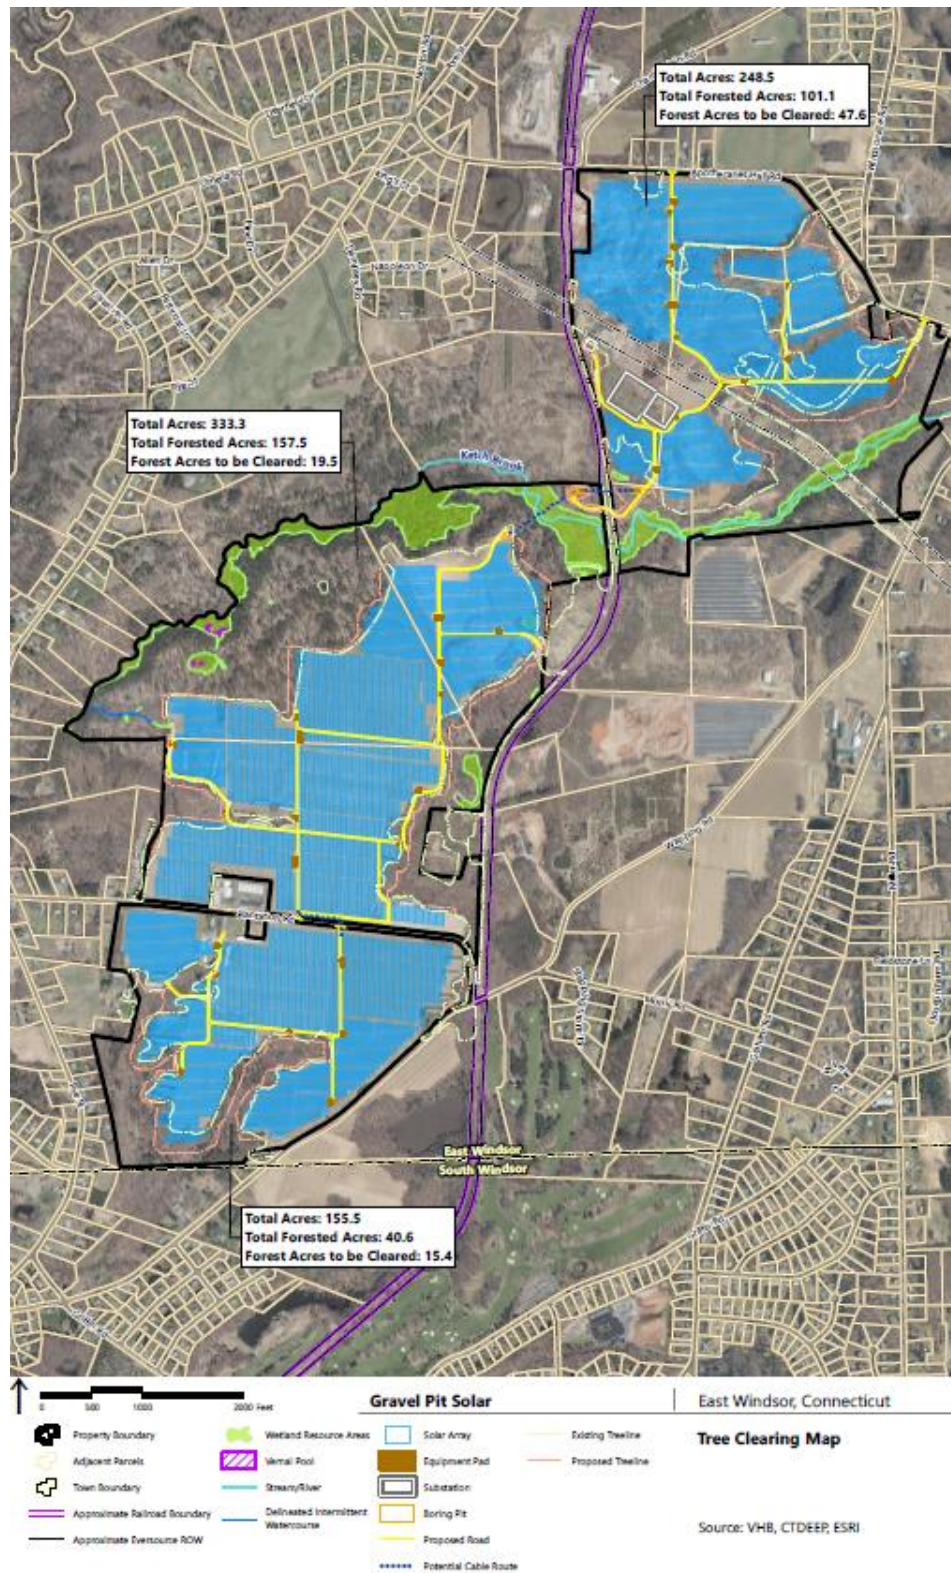 Total Acres: 248.5
Total Forested Acres: 101.1
Forest Acres to be Cleared: 47.6
Napoleon Dr
Total Acres: 333.3
Total Forested Acres: 157.5
Forest Acres to be Cleared: 19.5
Ketch Brook
East Windsor
South Windsor
Total Acres: 155.5
Total Forested Acres: 40.6
Forest Acres to be Cleared: 15.4
0 500 1000 2000 Feet
Gravel Pit Solar
East Windsor, Connecticut
Tree Clearing Map
Property Boundary
Adjacent Parcels
Town Boundary
Approximate Railroad Boundary
Approximate Eversource ROW
Wetland Resource Areas
Vernal Pool
Stream/River
Delineated Intermittent
Watercourse
Solar Array
Equipment Pad
Substation
Boring Pit
Proposed Road
Potential Cable Route
Existing Treeline
Proposed Treeline
Source: VHB, CTDEEP, ESRI